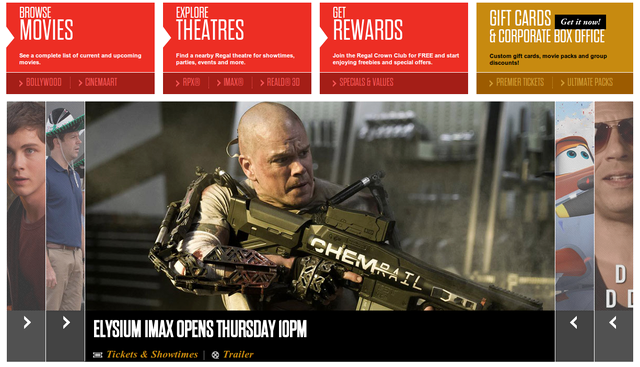 BROWSE
MOVIES
See a complete list of current and upcoming
movies.
BOLLYWOOD
CINEMAART
EXPLORE
THEATRES
Find a nearby Regal theatre for showtimes,
parties, events and more.
RPX®
IMAX®
REALD® 3D
GET
REWARDS
Join the Regal Crown Club for FREE and start
enjoying freebies and special offers.
SPECIALS & VALUES
GIFT CARDS
Get it now!
& CORPORATE BOX OFFICE
Custom gift cards, movie packs and group
discounts!
PREMIER TICKETS
ULTIMATE PACKS
CHEMRAIL
D
D D
ELYSIUM IMAX OPENS THURSDAY 10PM
Tickets & Showtimes | Trailer